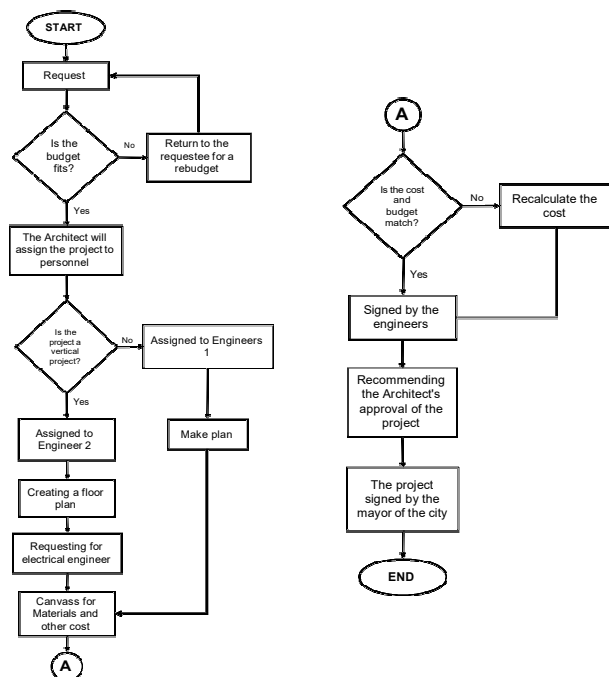 START
Request
Is the
budget
fits?
No
Return to the
requestee for a
rebudget
Yes
The Architect will
assign the project to
personnel
Is the
project a
vertical
project?
No
Assigned to Engineers
1
Yes
Assigned to
Engineer 2
Make plan
Creating a floor
plan
Requesting for
electrical engineer
Canvass for
Materials and
other cost
A
A
Is the cost
and
budget
match?
No
Recalculate the
cost
Yes
Signed by the
engineers
Recommending
the Architect's
approval of the
project
The project
signed by the
mayor of the city
END